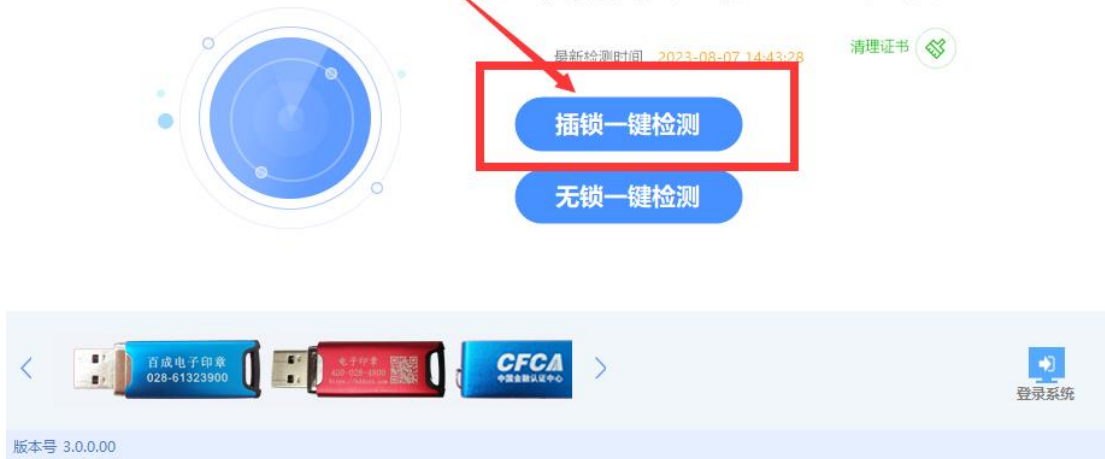 最新检测时间 2023-08-07 14:43:28
清理证书
插锁一键检测
无锁一键检测
百成电子印章
028-61323900
电子印章
400-028-4800
CFCA
中国金融认证中心
登录系统
版本号 3.0.0.00